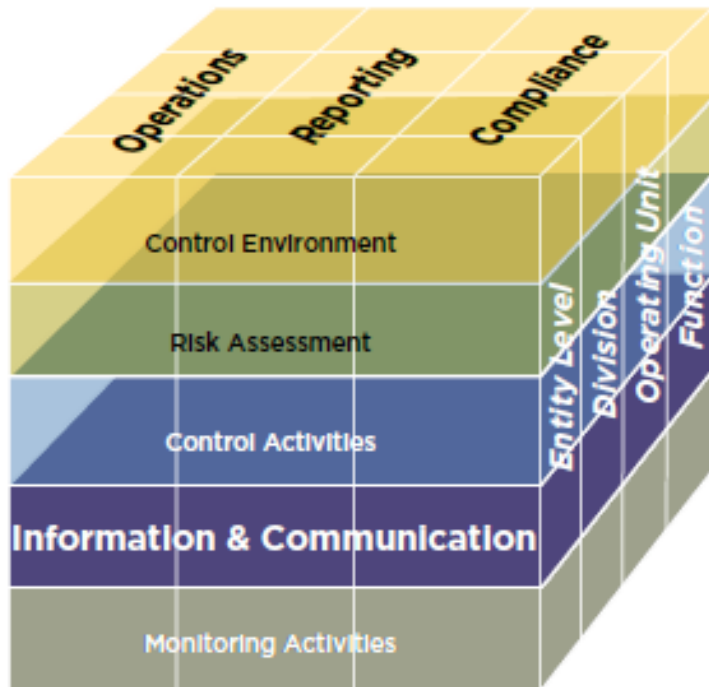 Operations
Reporting
Compliance
Control Environment
Risk Assessment
Control Activities
Information & Communication
Monitoring Activities
Entity Level
Division
Operating Unit
Function